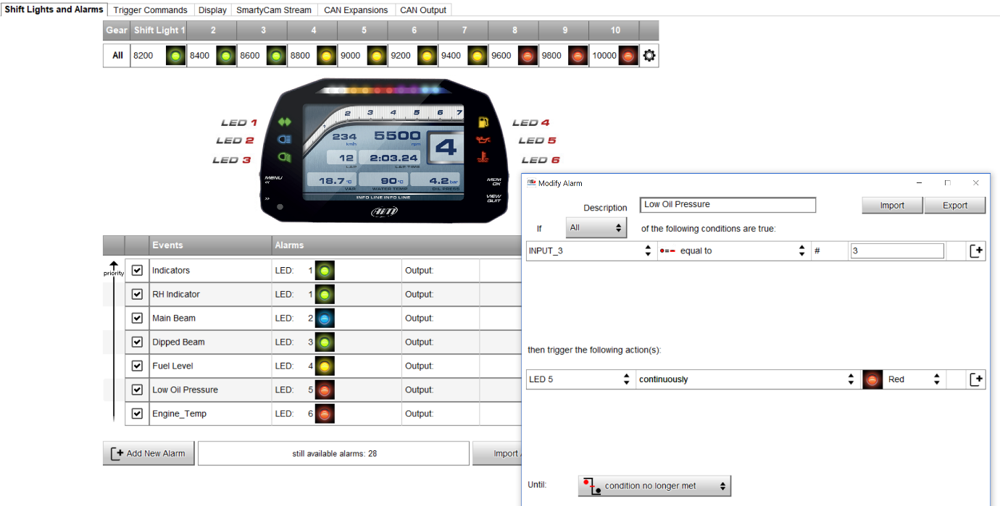 Shift Lights and Alarms Trigger Commands Display SmartyCam Stream CAN Expansions CAN Output
Gear Shift Light 1 2 3 4 5 6 7 8 9 10
All 8200 8400 8600 8800 9000 9200 9400 9600 9800 10000
1 2 3 4 5 6 7
LED 1
LED 4
234 km/h 5500 rpm 4
LED 2
LED 5
12 LAP 2:03.24 LAP TIME
LED 3
LED 6
MENU
<<
MEM
OK
18.7 °C VAR 90 °C WATER TEMP 4.2 bar OIL PRESS
>>
VIEW
QUIT
INFO LINE INFO LINE
AiM
Modify Alarm
Description Low Oil Pressure Import Export
If All of the following conditions are true:
INPUT_3 equal to # 3
then trigger the following action(s):
LED 5 continuously Red
Until: condition no longer met
Events Alarms
priority
Indicators LED: 1 Output:
RH Indicator LED: 1 Output:
Main Beam LED: 2 Output:
Dipped Beam LED: 3 Output:
Fuel Level LED: 4 Output:
Low Oil Pressure LED: 5 Output:
Engine_Temp LED: 6 Output:
Add New Alarm still available alarms: 28 Import